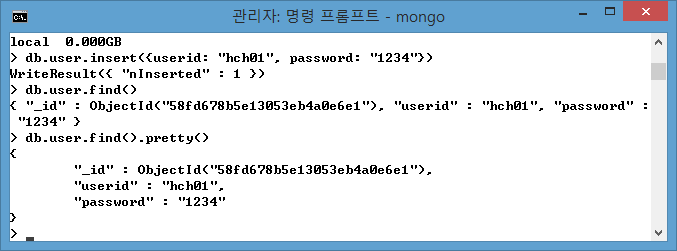 관리자: 명령 프롬프트 - mongo
local  0.000GB
> db.user.insert({userid: "hch01", password: "1234"})
WriteResult({ "nInserted" : 1 })
> db.user.find()
{ "_id" : ObjectId("58fd678b5e13053eb4a0e6e1"), "userid" : "hch01", "password" :
 "1234" }
> db.user.find().pretty()
{
        "_id" : ObjectId("58fd678b5e13053eb4a0e6e1"),
        "userid" : "hch01",
        "password" : "1234"
}
>